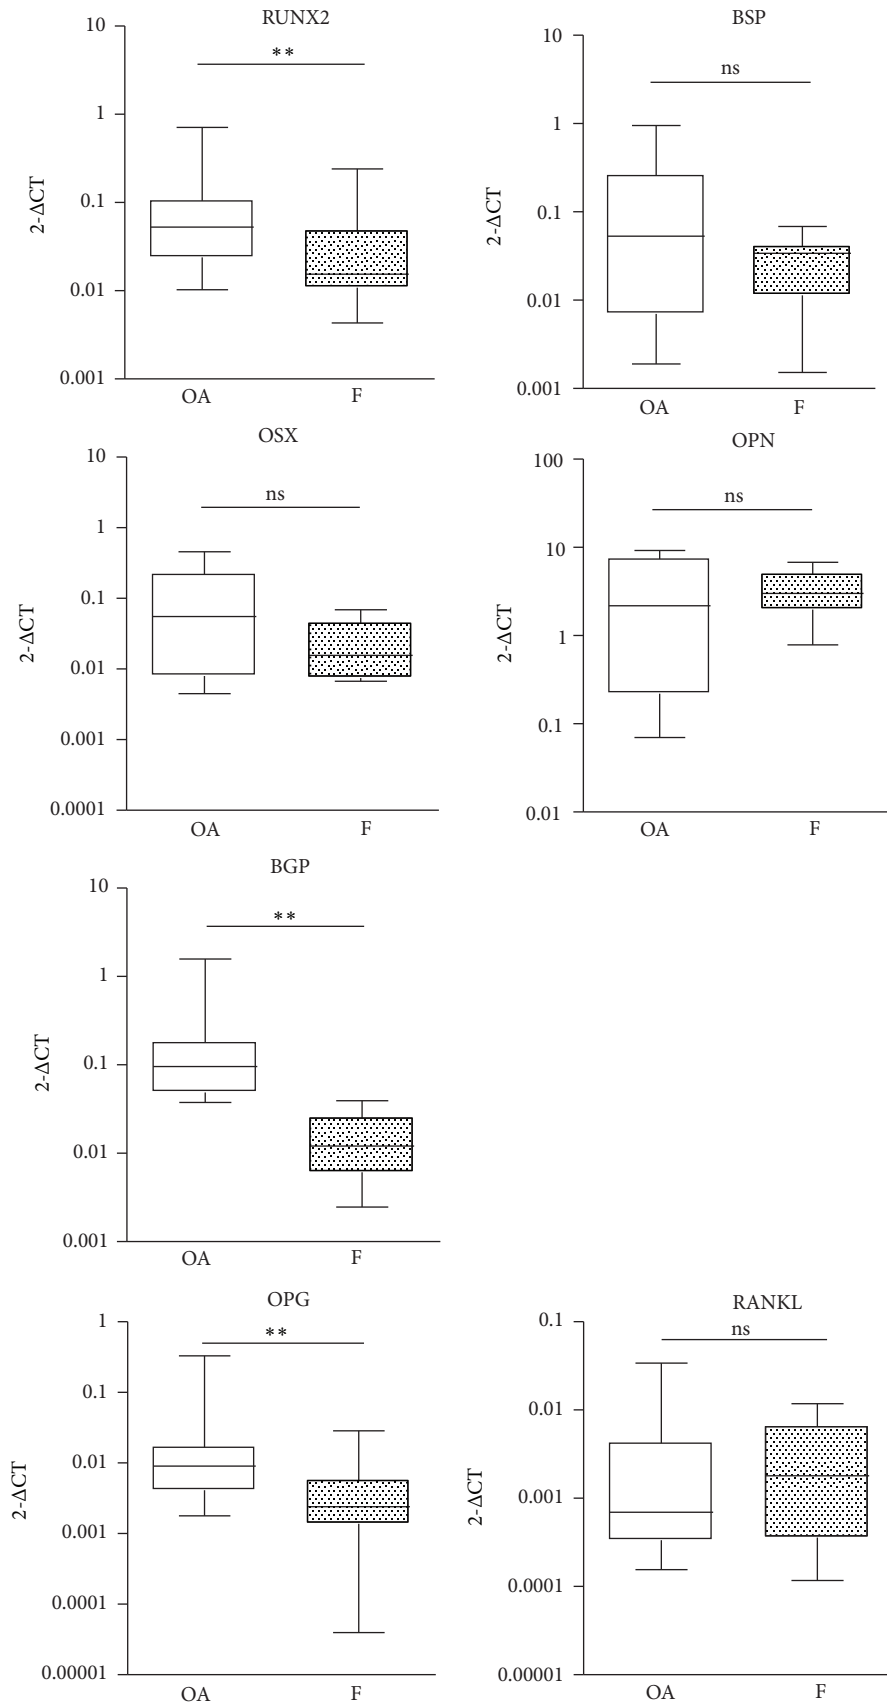 RUNX2
10
1
0.1
0.01
0.001
2-ΔCT
**
OA F
BSP
10
1
0.1
0.01
0.001
2-ΔCT
ns
OA F
OSX
10
1
0.1
0.01
0.001
0.0001
2-ΔCT
ns
OA F
OPN
100
10
1
0.1
0.01
2-ΔCT
ns
OA F
BGP
10
1
0.1
0.01
0.001
2-ΔCT
**
OA F
OPG
1
0.1
0.01
0.001
0.0001
0.00001
2-ΔCT
**
OA F
RANKL
0.1
0.01
0.001
0.0001
0.00001
2-ΔCT
ns
OA F